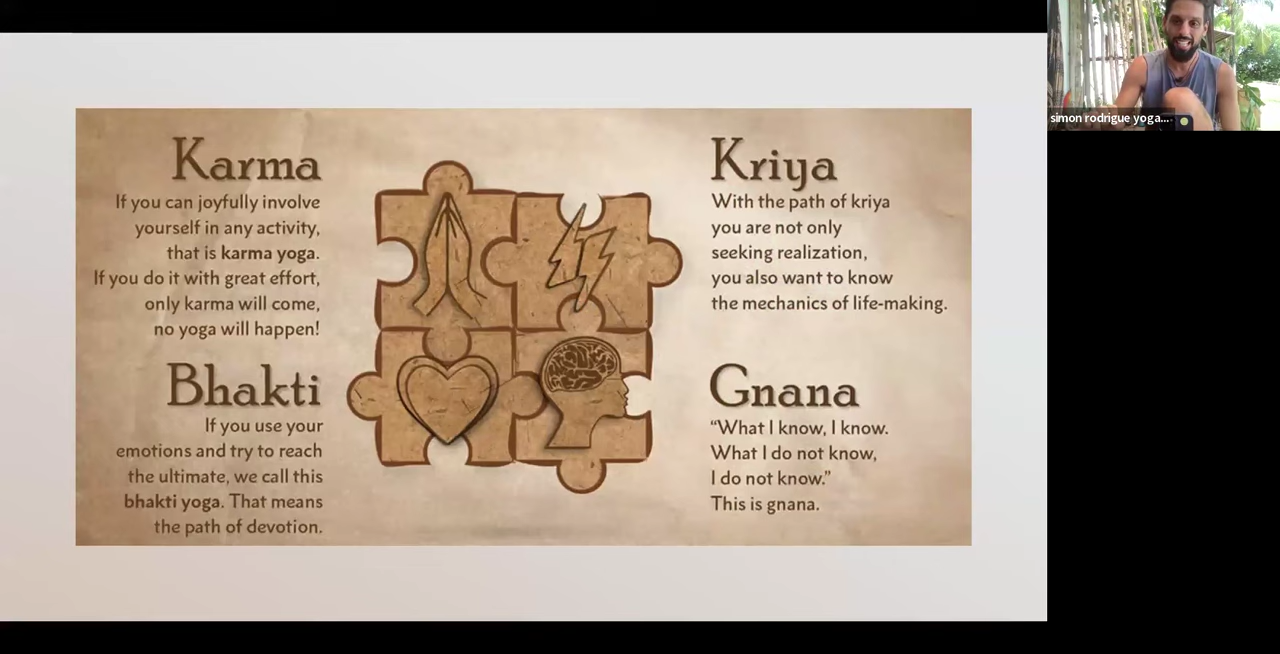 Karma
If you can joyfully involve
yourself in any activity,
that is karma yoga.
If you do it with great effort,
only karma will come,
no yoga will happen!
Kriya
With the path of kriya
you are not only
seeking realization,
you also want to know
the mechanics of life-making.
Bhakti
If you use your
emotions and try to reach
the ultimate, we call this
bhakti yoga. That means
the path of devotion.
Gnana
“What I know, I know.
What I do not know,
I do not know.”
This is gnana.
simon rodrigue yoga...